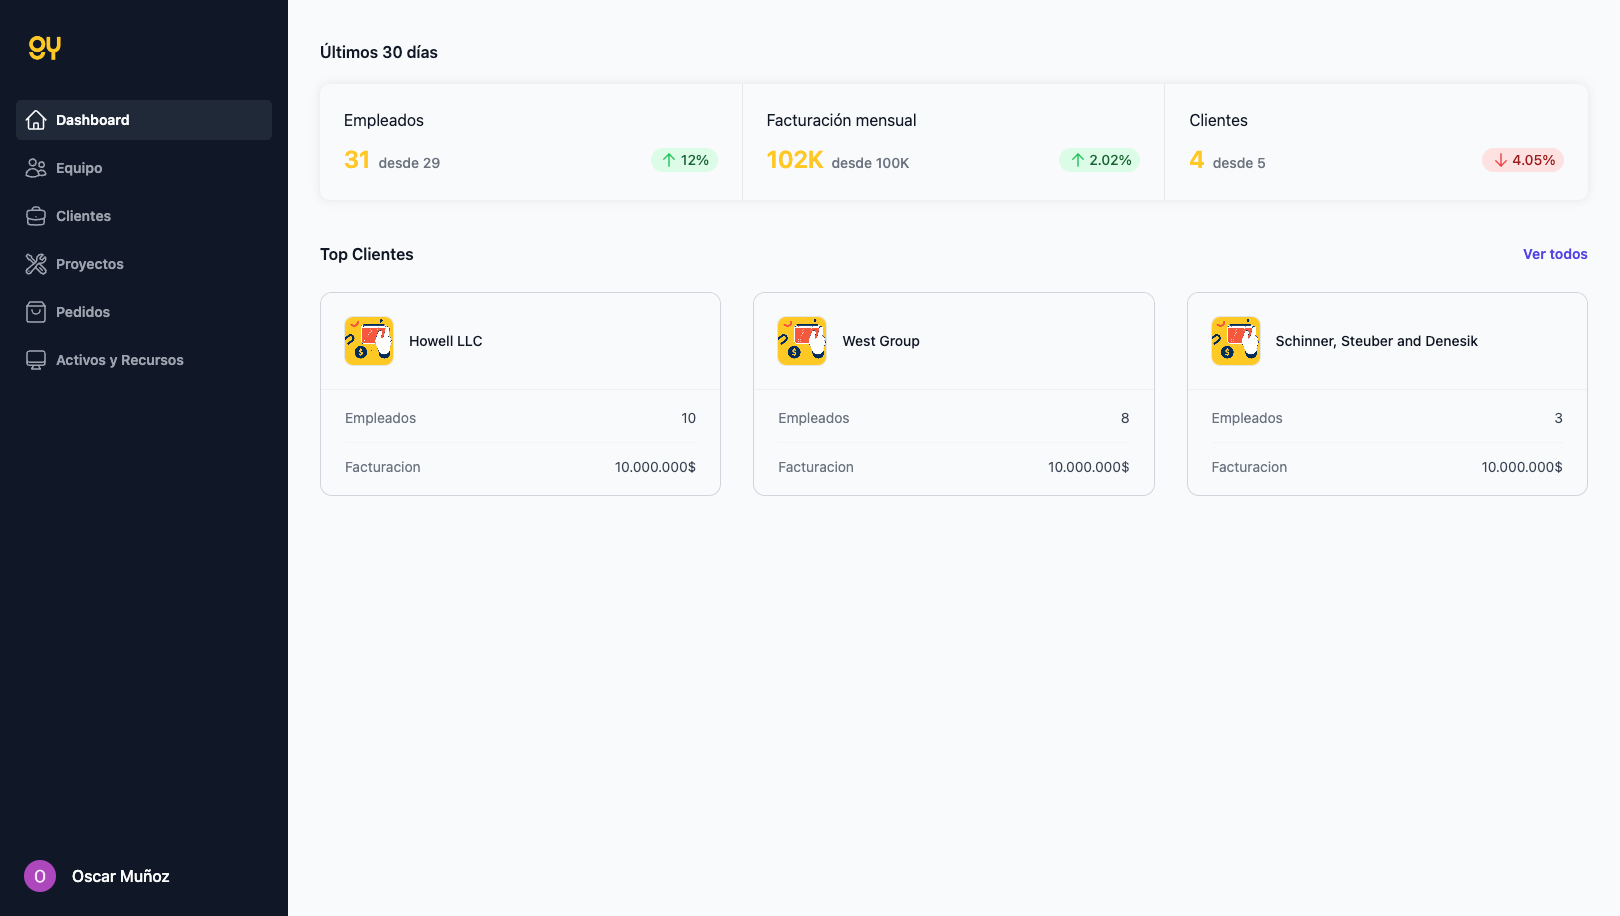 gy
Dashboard
Equipo
Clientes
Proyectos
Pedidos
Activos y Recursos
O Oscar Muñoz
Últimos 30 días
Empleados
31 desde 29
12%
Facturación mensual
102K desde 100K
2.02%
Clientes
4 desde 5
4.05%
Top Clientes
Ver todos
Howell LLC
Empleados 10
Facturacion 10.000.000$
West Group
Empleados 8
Facturacion 10.000.000$
Schinner, Steuber and Denesik
Empleados 3
Facturacion 10.000.000$